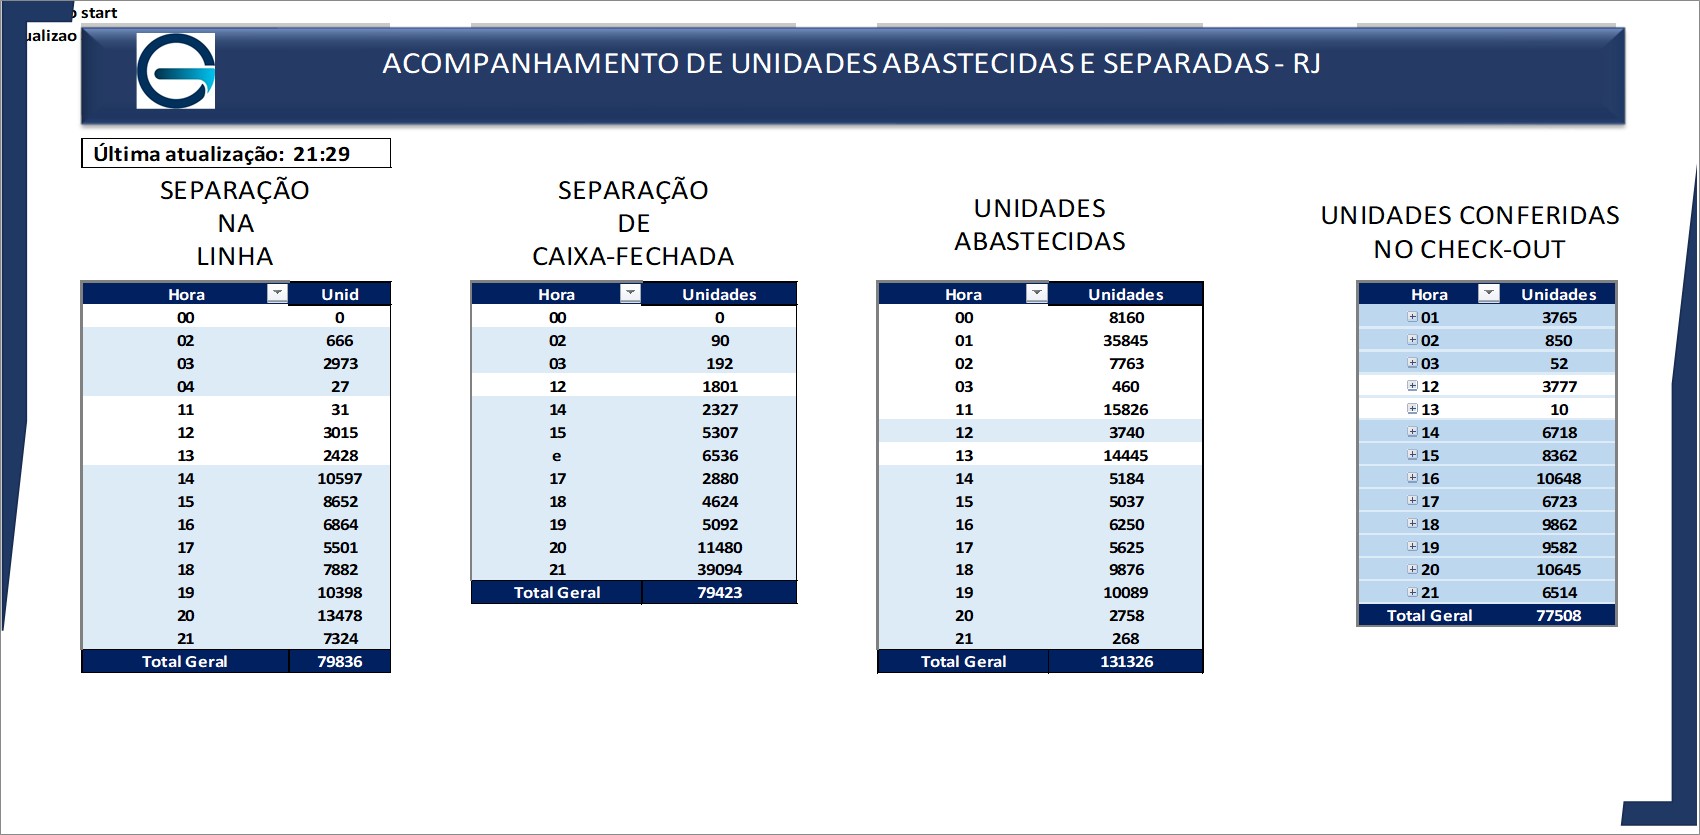 start
ualizao
ACOMPANHAMENTO DE UNIDADES ABASTECIDAS E SEPARADAS - RJ
Última atualização: 21:29
SEPARAÇÃO
NA
LINHA
Hora Unid
00 0
02 666
03 2973
04 27
11 31
12 3015
13 2428
14 10597
15 8652
16 6864
17 5501
18 7882
19 10398
20 13478
21 7324
Total Geral 79836
SEPARAÇÃO
DE
CAIXA-FECHADA
Hora Unidades
00 0
02 90
03 192
12 1801
14 2327
15 5307
e 6536
17 2880
18 4624
19 5092
20 11480
21 39094
Total Geral 79423
UNIDADES
ABASTECIDAS
Hora Unidades
00 8160
01 35845
02 7763
03 460
11 15826
12 3740
13 14445
14 5184
15 5037
16 6250
17 5625
18 9876
19 10089
20 2758
21 268
Total Geral 131326
UNIDADES CONFERIDAS
NO CHECK-OUT
Hora Unidades
01 3765
02 850
03 52
12 3777
13 10
14 6718
15 8362
16 10648
17 6723
18 9862
19 9582
20 10645
21 6514
Total Geral 77508